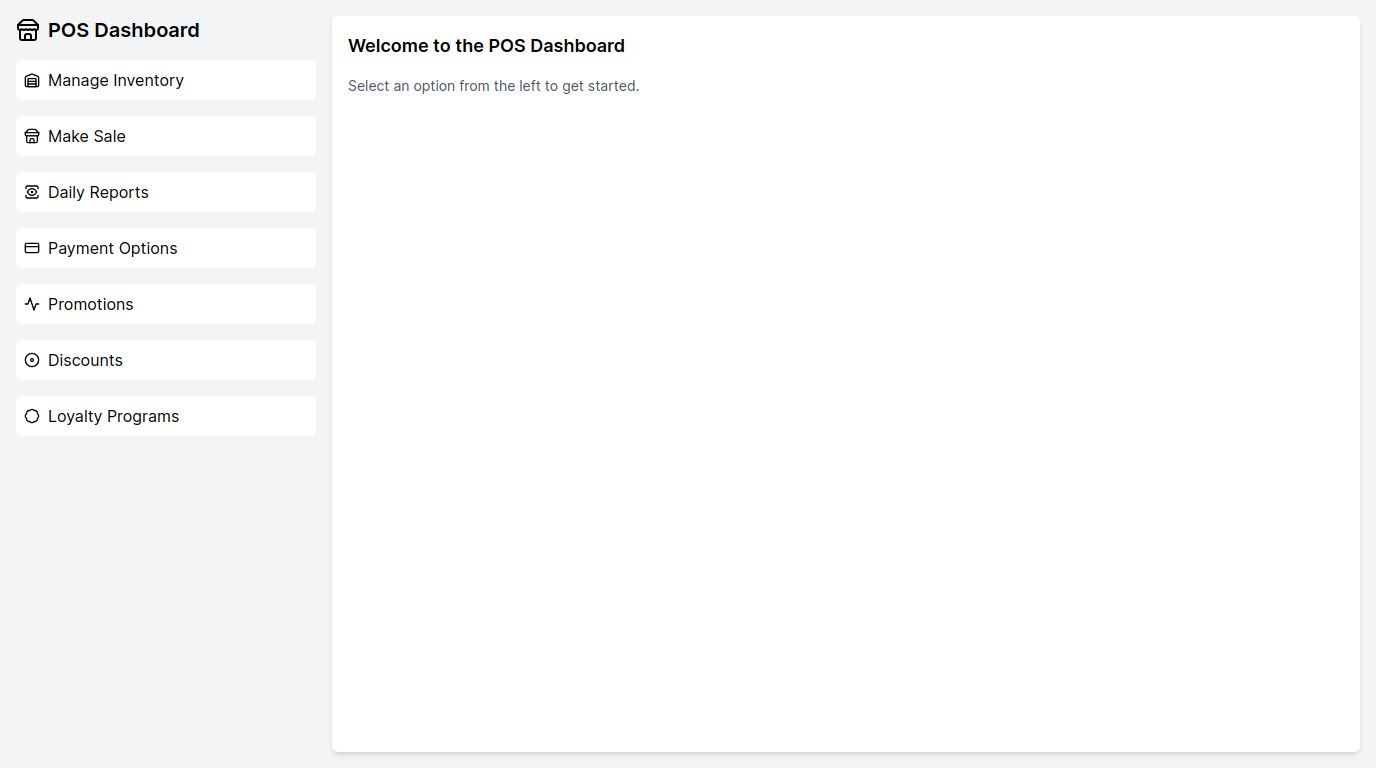 POS Dashboard
Manage Inventory
Make Sale
Daily Reports
Payment Options
Promotions
Discounts
Loyalty Programs
Welcome to the POS Dashboard
Select an option from the left to get started.